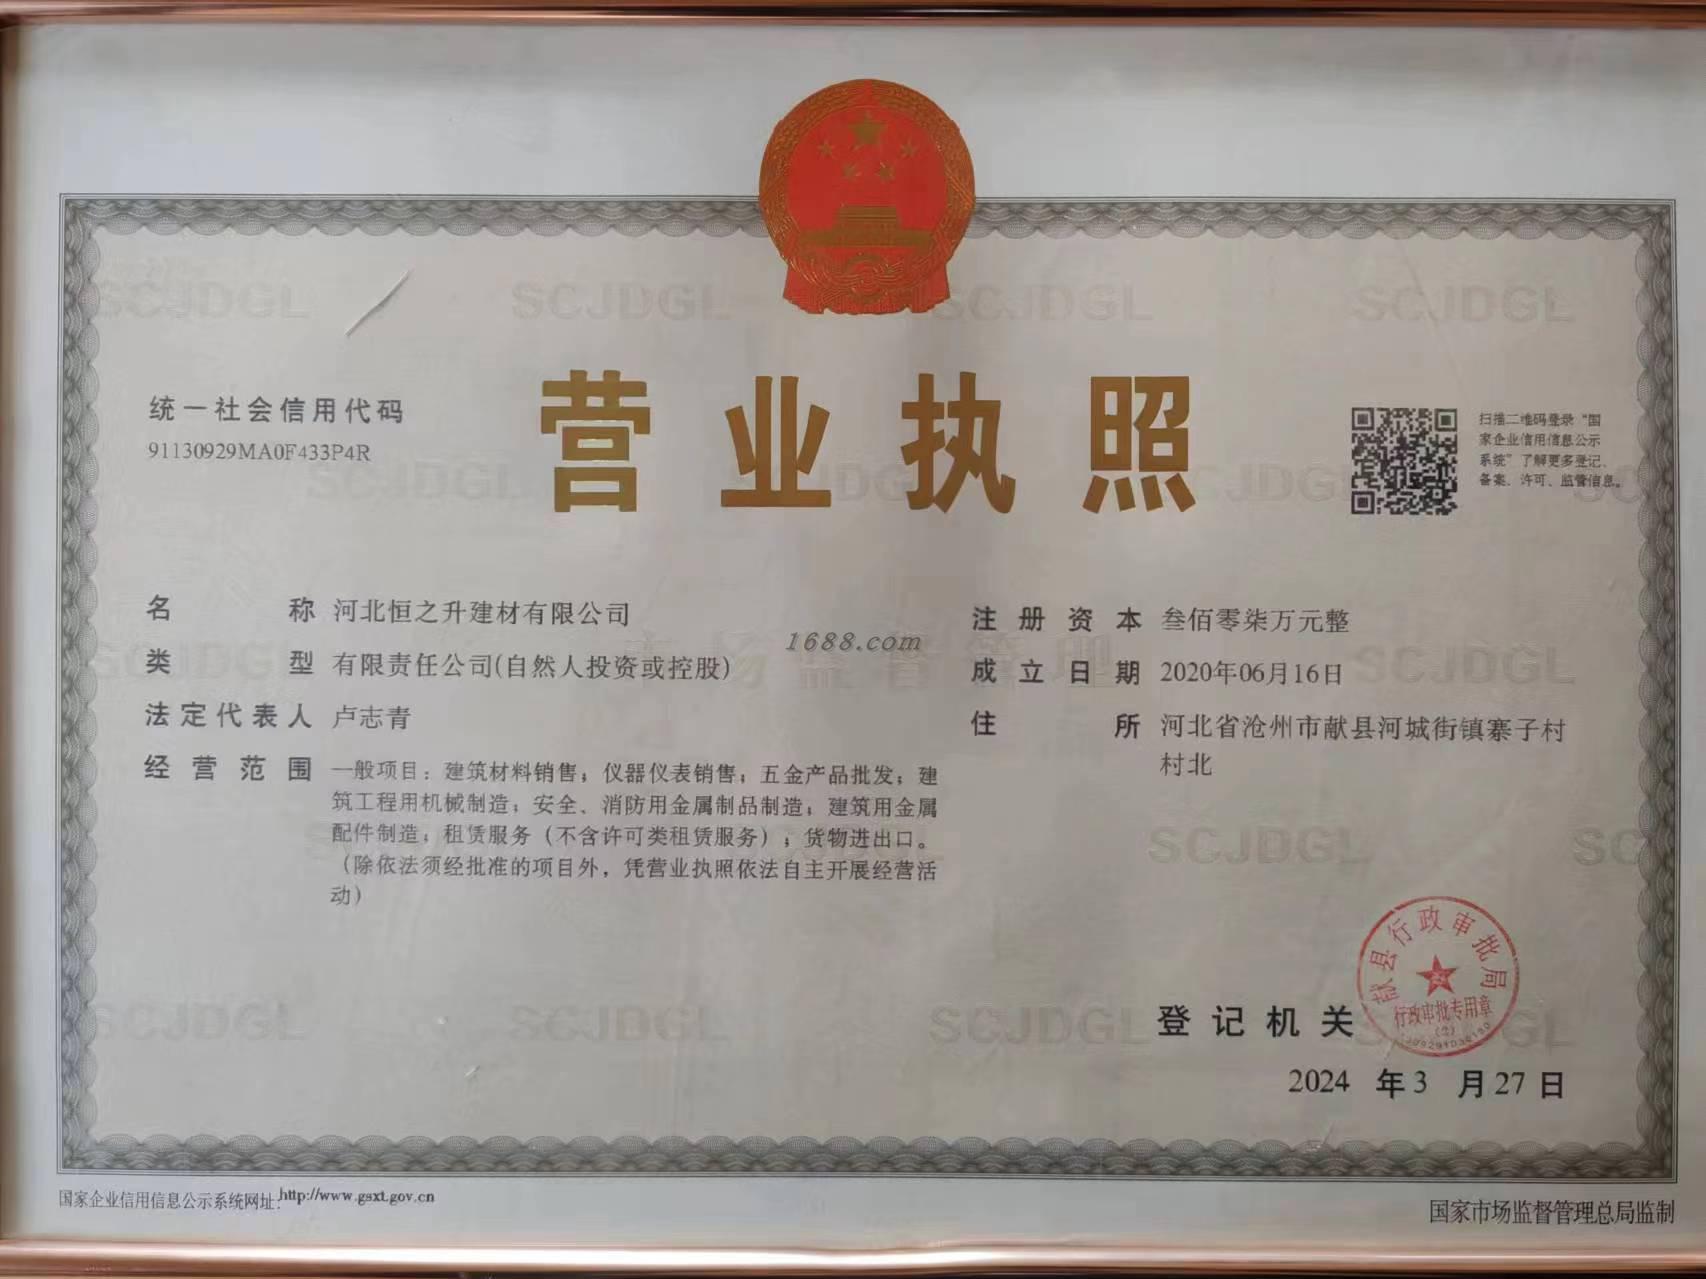 营业执照
统一社会信用代码
91130929MA0F433P4R
扫描二维码登录“国
家企业信用信息公示
系统”了解更多登记、
备案、许可、监管信息。
名称 河北恒之升建材有限公司
类型 有限责任公司(自然人投资或控股)
法定代表人 卢志青
经营范围 一般项目：建筑材料销售；仪器仪表销售；五金产品批发；建
筑工程用机械制造；安全、消防用金属制品制造；建筑用金属
配件制造；租赁服务（不含许可类租赁服务）；货物进出口。
（除依法须经批准的项目外，凭营业执照依法自主开展经营活
动）
注册资本 叁佰零柒万元整
成立日期 2020年06月16日
住所 河北省沧州市献县河城街镇寨子村
村北
1688.com
市场监督管理
SCJDGL
登记机关
献县行政审批局
行政审批专用章
(2)
2024 年 3 月 27 日
国家企业信用信息公示系统网址：http://www.gsxt.gov.cn
国家市场监督管理总局监制